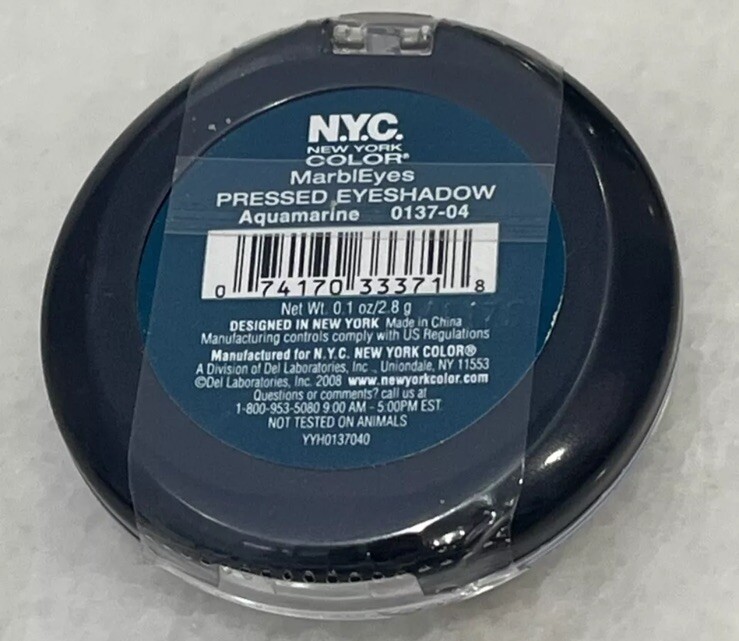 N.Y.C.
NEW YORK
COLOR®
MarblEyes
PRESSED EYESHADOW
Aquamarine 0137-04
0 74170 33371 8
Net Wt. 0.1 oz/2.8 g
DESIGNED IN NEW YORK Made in China
Manufacturing controls comply with US Regulations
Manufactured for N.Y.C. NEW YORK COLOR®
A Division of Del Laboratories, Inc., Uniondale, NY 11553
©Del Laboratories, Inc. 2008 www.newyorkcolor.com
Questions or comments? call us at
1-800-953-5080 9:00 AM - 5:00PM EST
NOT TESTED ON ANIMALS
YYH0137040